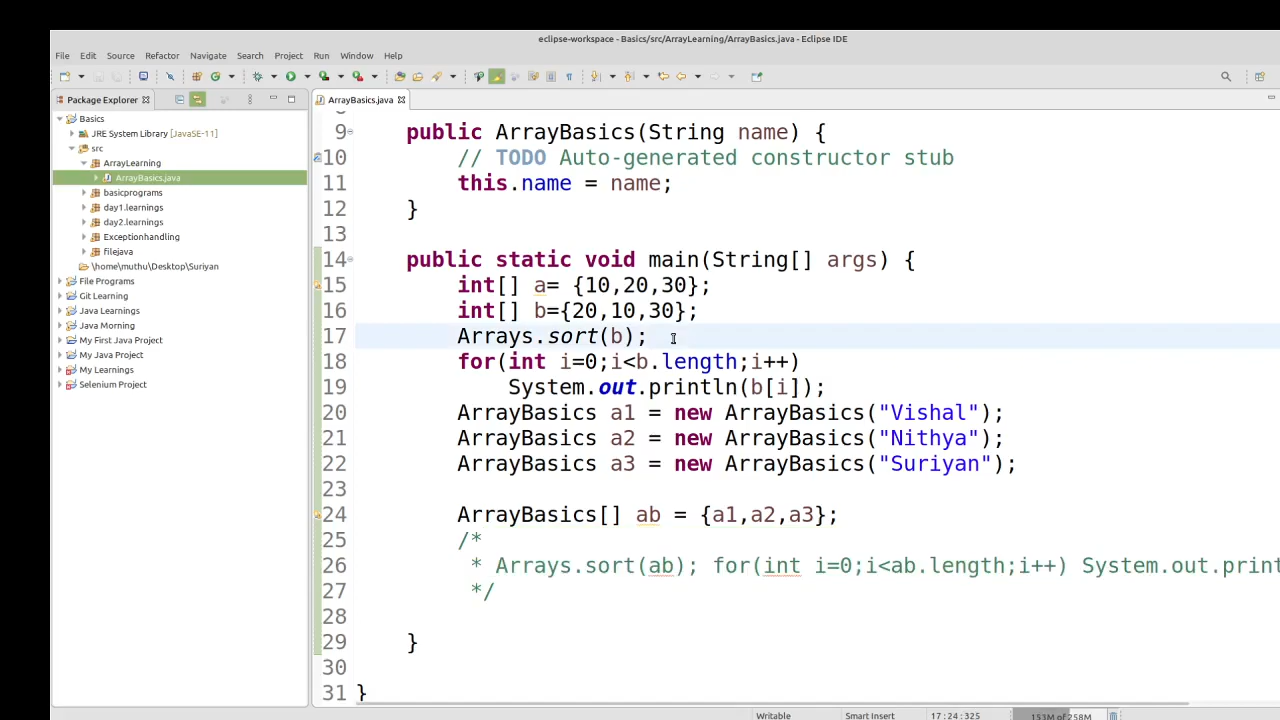 eclipse-workspace - Basics/src/ArrayLearning/ArrayBasics.java - Eclipse IDE
File Edit Source Refactor Navigate Search Project Run Window Help
Package Explorer
Basics
JRE System Library [JavaSE-11]
src
ArrayLearning
ArrayBasics.java
basicprograms
day1.learnings
day2.learnings
Exceptionhandling
filejava
\home\muthu\Desktop\Suriyan
File Programs
Git Learning
Java Learnings
Java Morning
My First Java Project
My Java Project
My Learnings
Selenium Project
ArrayBasics.java
9 public ArrayBasics(String name) {
10 // TODO Auto-generated constructor stub
11 this.name = name;
12 }
13
14 public static void main(String[] args) {
15 int[] a= {10,20,30};
16 int[] b={20,10,30};
17 Arrays.sort(b);
18 for(int i=0;i<b.length;i++)
19 System.out.println(b[i]);
20 ArrayBasics a1 = new ArrayBasics("Vishal");
21 ArrayBasics a2 = new ArrayBasics("Nithya");
22 ArrayBasics a3 = new ArrayBasics("Suriyan");
23
24 ArrayBasics[] ab = {a1,a2,a3};
25 /*
26 * Arrays.sort(ab); for(int i=0;i<ab.length;i++) System.out.print
27 */
28
29 }
30
31 }
Writable Smart Insert 17:24:325 153M of 258M